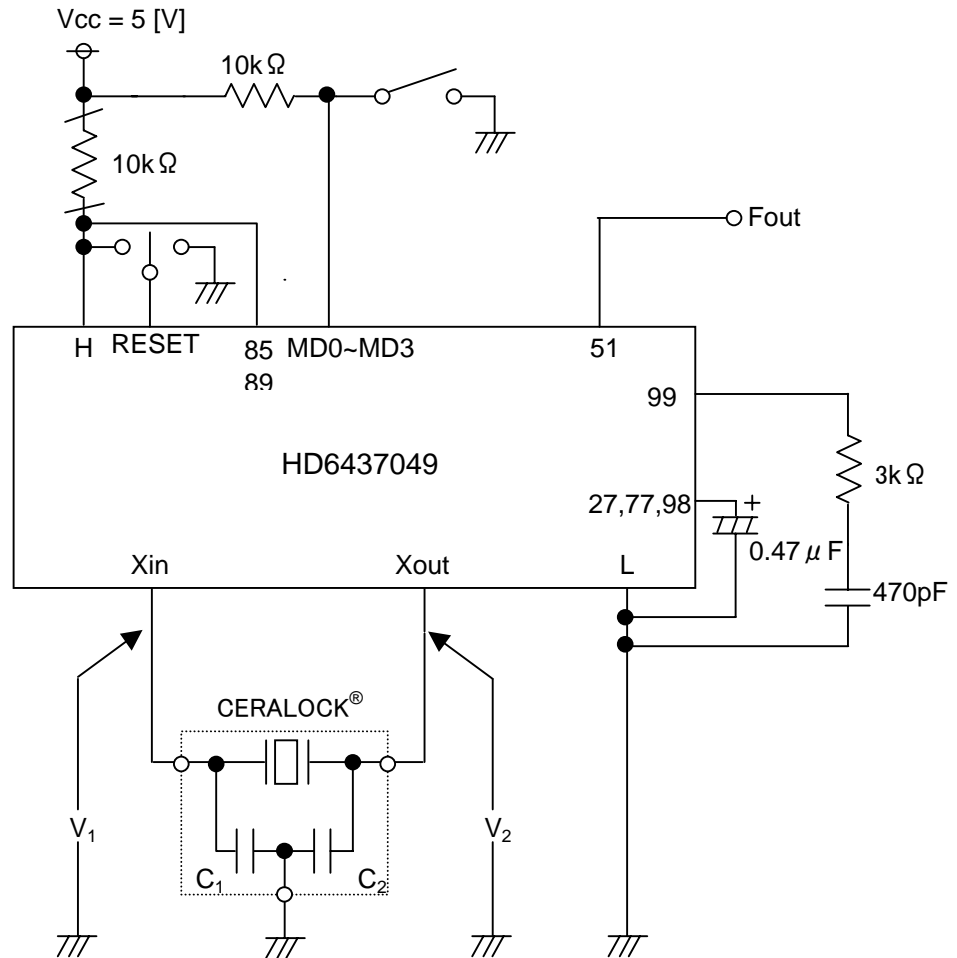 Vcc = 5 [V]
10kΩ
10kΩ
Fout
H RESET 85 MD0~MD3 51
89
99
HD6437049
3kΩ
27,77,98 +
0.47μF
Xin Xout L
470pF
CERALOCK®
V₁ V₂
C₁ C₂